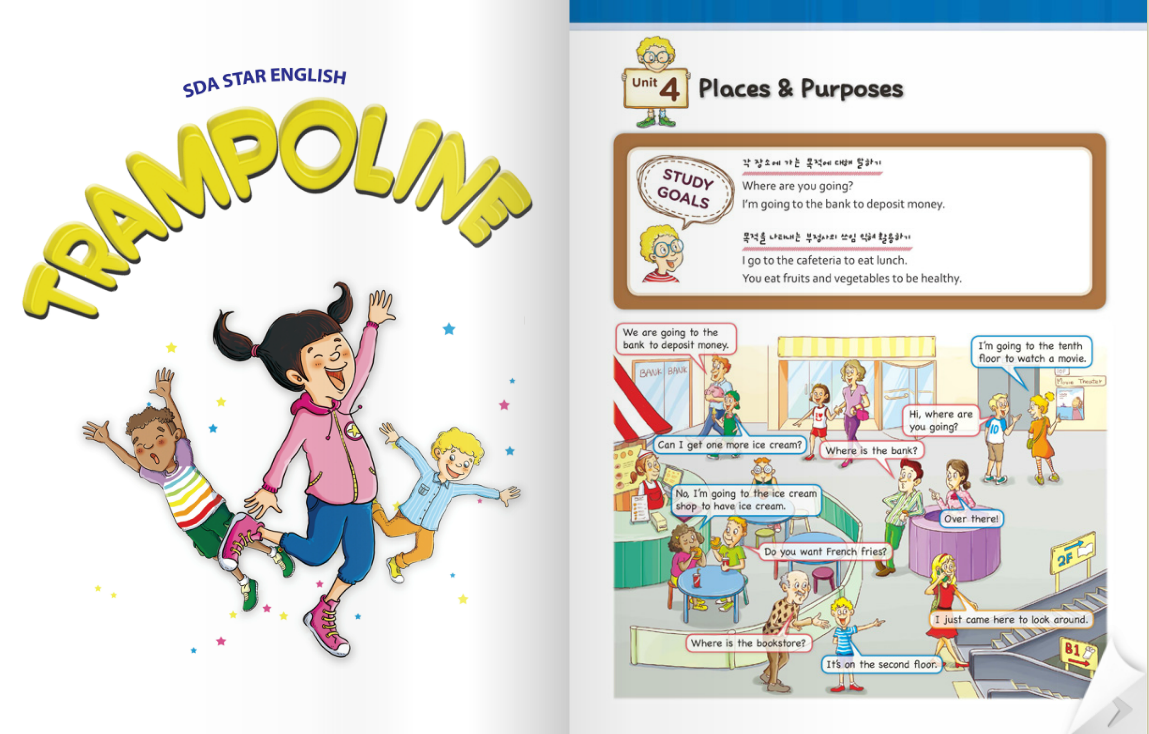 SDA STAR ENGLISH
TRAMPOLINE
Unit 4
Places & Purposes
STUDY
GOALS
각 장소에 가는 목적에 대해 말하기
Where are you going?
I'm going to the bank to deposit money.
목적을 나타내는 부정사의 쓰임 익혀 활용하기
I go to the cafeteria to eat lunch.
You eat fruits and vegetables to be healthy.
We are going to the
bank to deposit money.
I'm going to the tenth
floor to watch a movie.
BANK BANK
Movie Theater
Hi, where are
you going?
10
Can I get one more ice cream?
Where is the bank?
No, I'm going to the ice cream
shop to have ice cream.
Over there!
Do you want French fries?
2F
I just came here to look around.
Where is the bookstore?
B1
It's on the second floor.